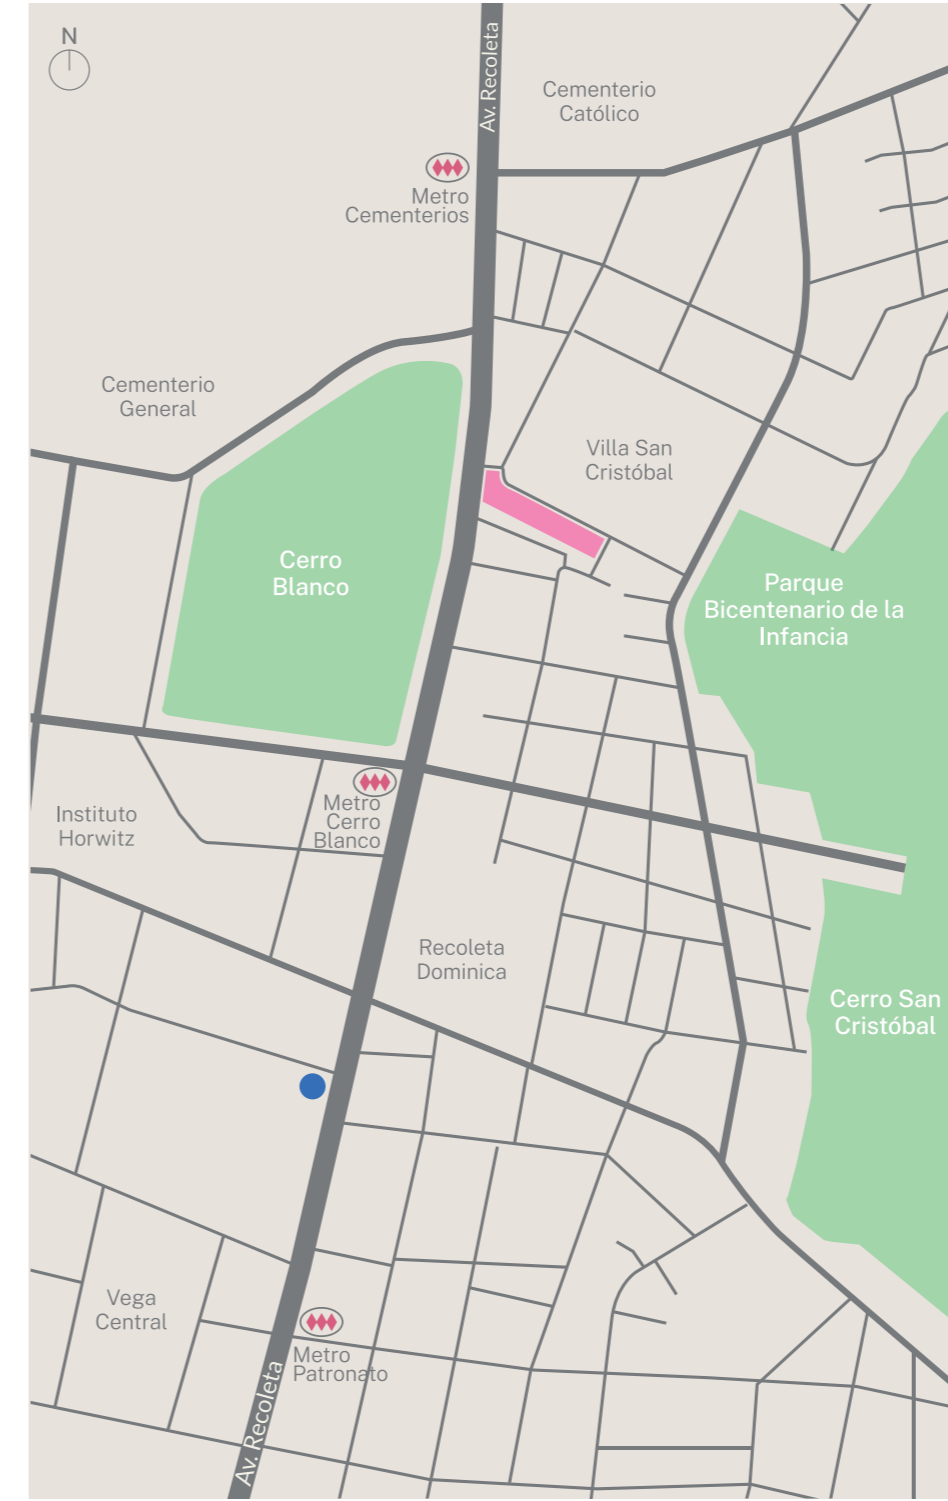 N
Av. Recoleta
Cementerio
Católico
Metro
Cementerios
Cementerio
General
Villa San
Cristóbal
Cerro
Blanco
Parque
Bicentenario de la
Infancia
Instituto
Horwitz
Metro
Cerro
Blanco
Recoleta
Dominica
Cerro San
Cristóbal
Vega
Central
Metro
Patronato
Av. Recoleta